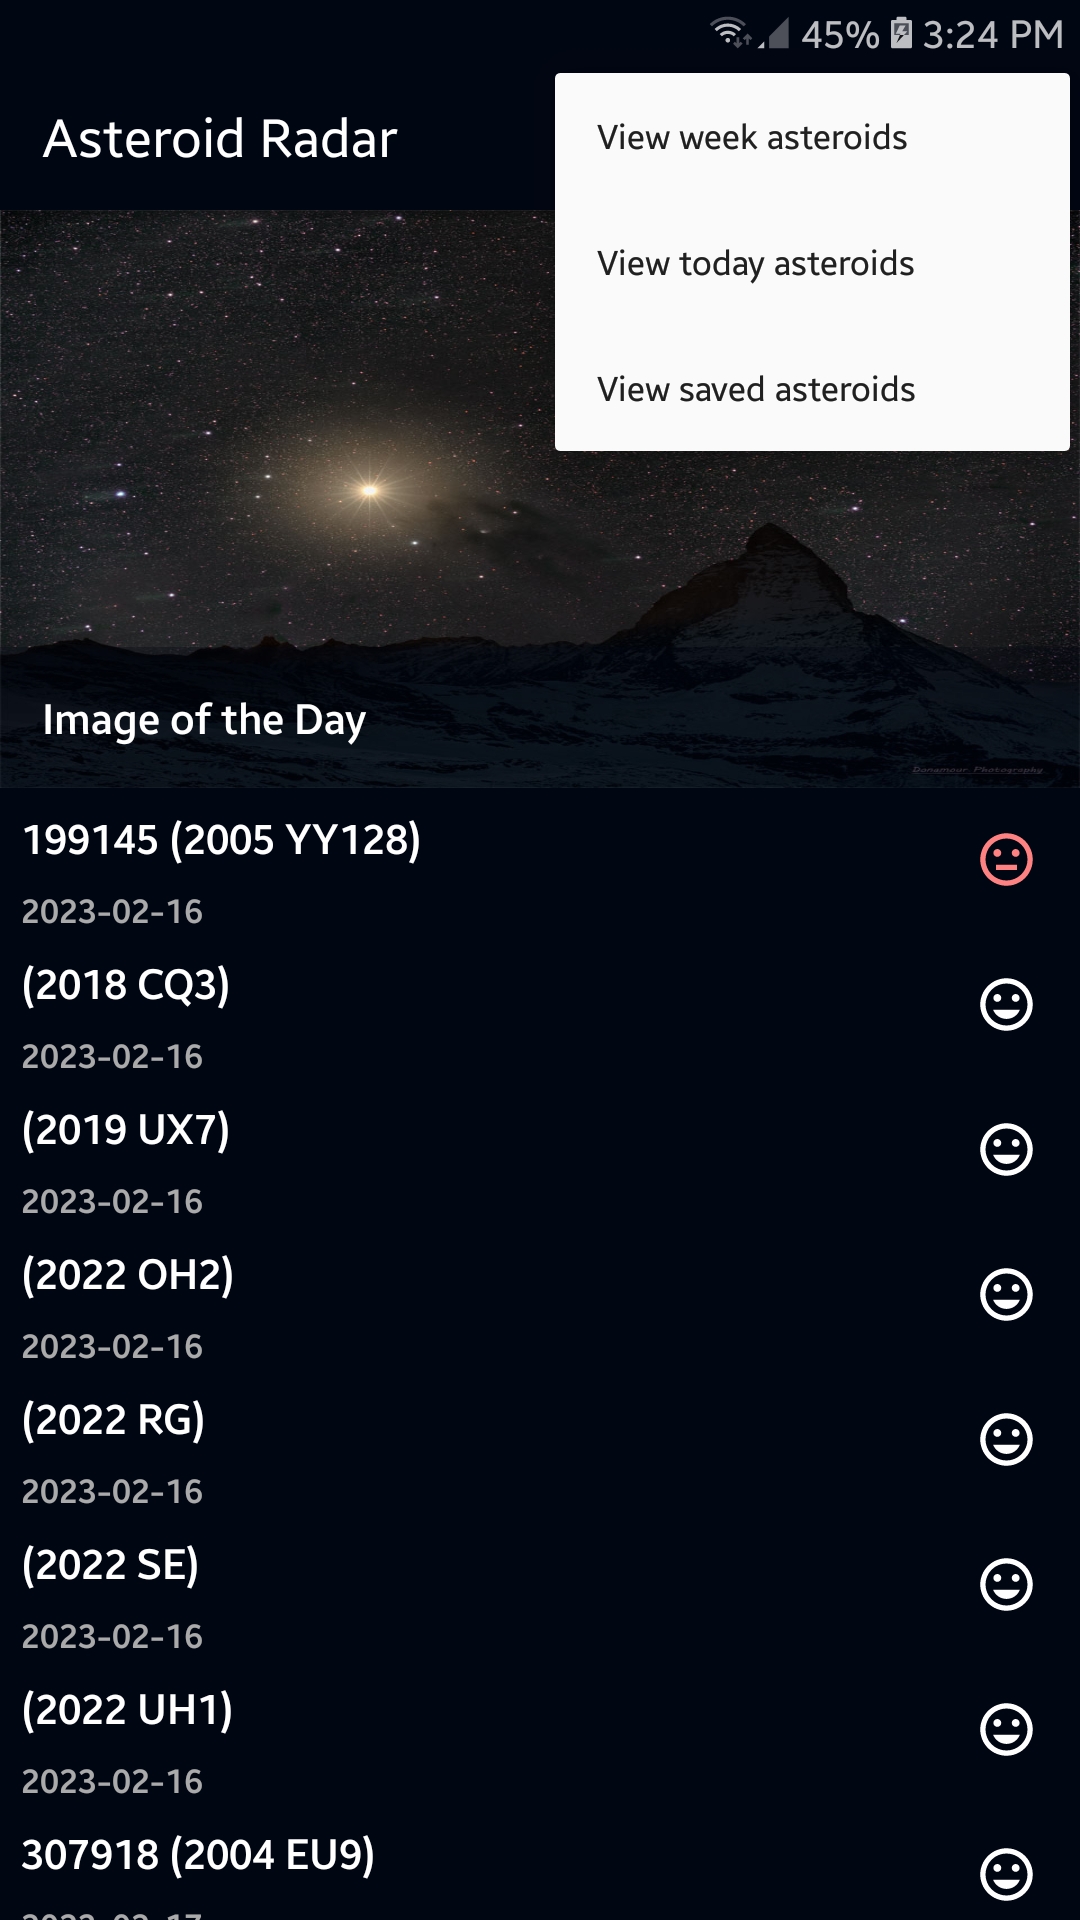 45% 3:24 PM
Asteroid Radar
View week asteroids
View today asteroids
View saved asteroids
Image of the Day
Danamour Photography
199145 (2005 YY128)
2023-02-16
(2018 CQ3)
2023-02-16
(2019 UX7)
2023-02-16
(2022 OH2)
2023-02-16
(2022 RG)
2023-02-16
(2022 SE)
2023-02-16
(2022 UH1)
2023-02-16
307918 (2004 EU9)
2023-02-17